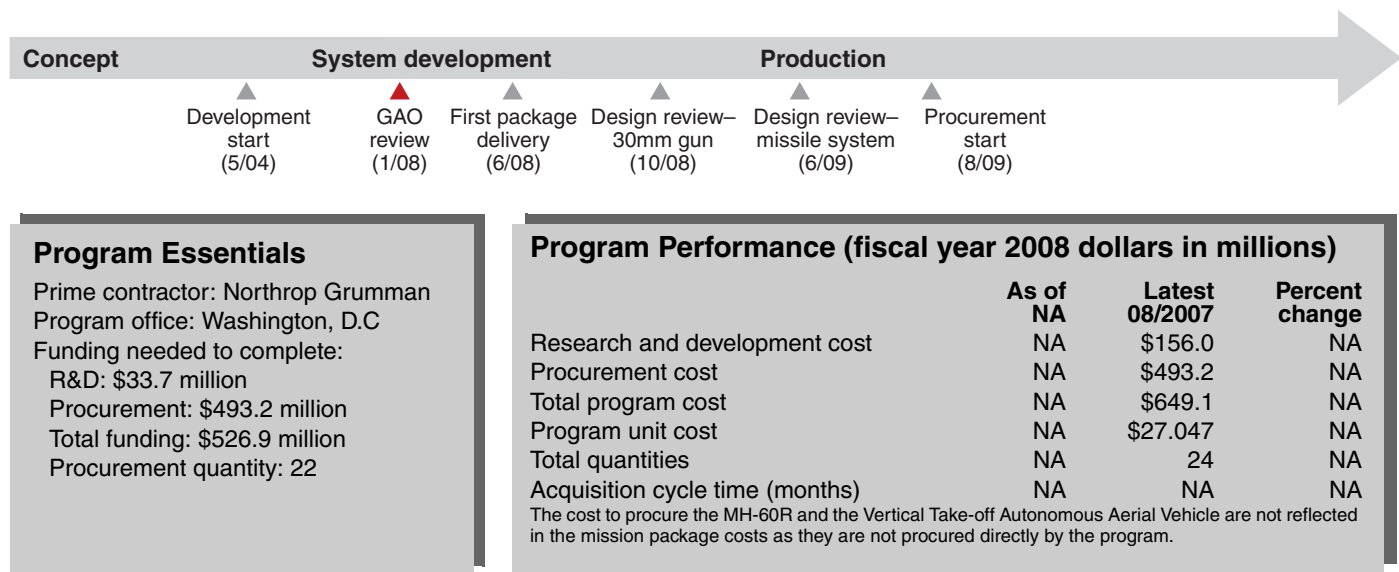 Concept System development Production
Development start (5/04)
GAO review (1/08)
First package delivery (6/08)
Design review– 30mm gun (10/08)
Design review– missile system (6/09)
Procurement start (8/09)
Program Essentials
Prime contractor: Northrop Grumman
Program office: Washington, D.C
Funding needed to complete:
R&D: $33.7 million
Procurement: $493.2 million
Total funding: $526.9 million
Procurement quantity: 22
Program Performance (fiscal year 2008 dollars in millions)
As of NA Latest 08/2007 Percent change
Research and development cost NA $156.0 NA
Procurement cost NA $493.2 NA
Total program cost NA $649.1 NA
Program unit cost NA $27.047 NA
Total quantities NA 24 NA
Acquisition cycle time (months) NA NA NA
The cost to procure the MH-60R and the Vertical Take-off Autonomous Aerial Vehicle are not reflected
in the mission package costs as they are not procured directly by the program.